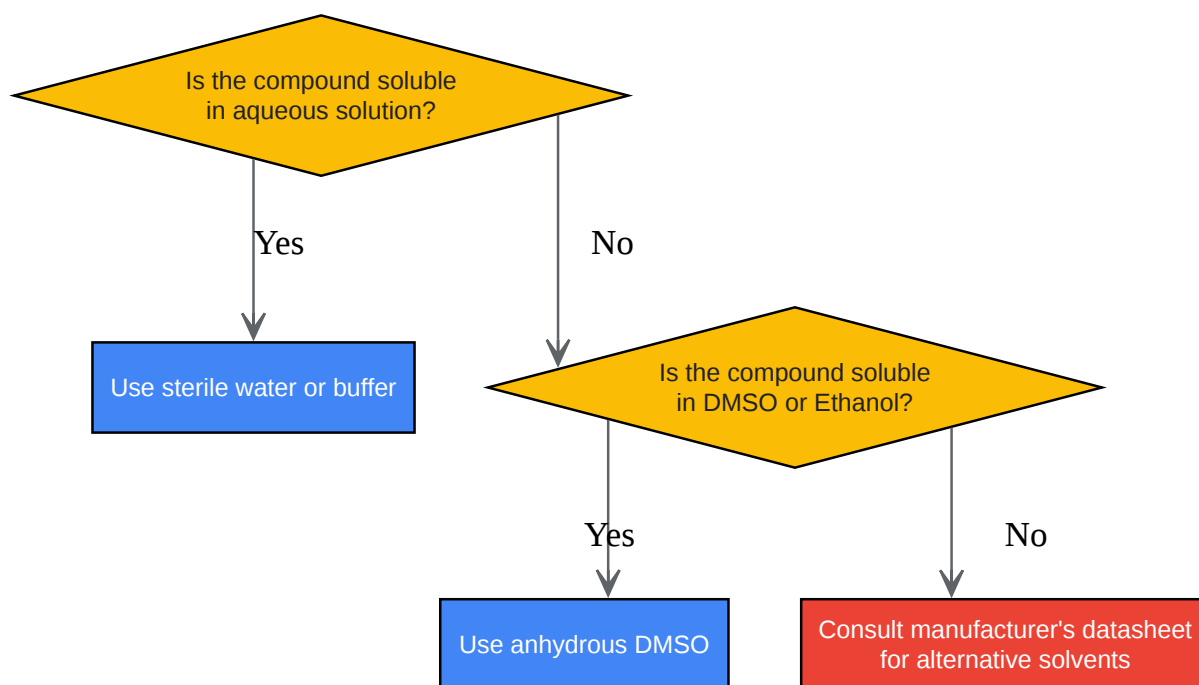 Is the compound soluble
in aqueous solution?
Yes
No
Use sterile water or buffer
Is the compound soluble
in DMSO or Ethanol?
Yes
No
Use anhydrous DMSO
Consult manufacturer's datasheet
for alternative solvents